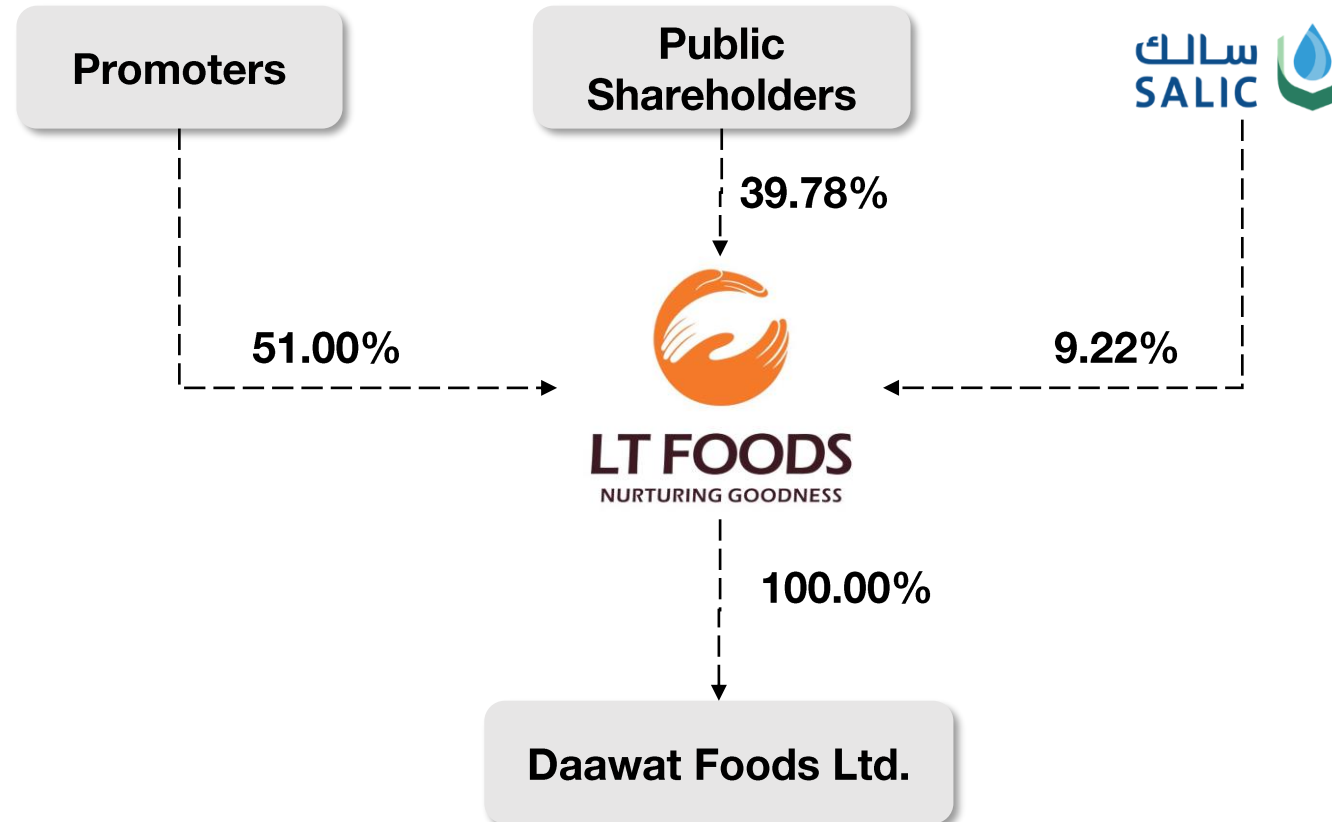 Promoters
Public
Shareholders
سالك
SALIC
39.78%
51.00%
9.22%
LT FOODS
NURTURING GOODNESS
100.00%
Daawat Foods Ltd.